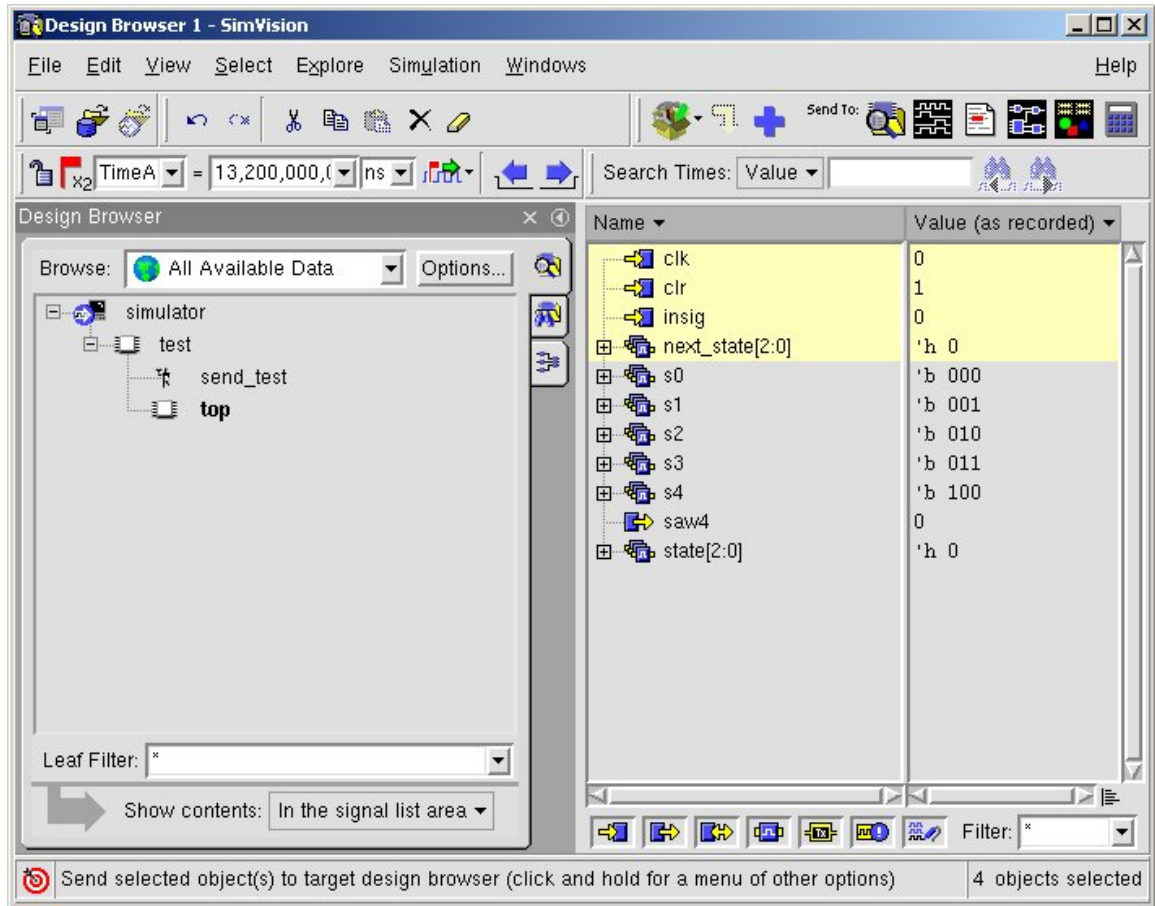 Design Browser 1 - SimVision
File Edit View Select Explore Simulation Windows Help
Send To:
x2 TimeA = 13,200,000,( ns Search Times: Value
Design Browser
Browse: All Available Data Options...
simulator
test
send_test
top
Leaf Filter: *
Show contents: In the signal list area
Name Value (as recorded)
clk 0
clr 1
insig 0
next_state[2:0] 'h 0
s0 'b 000
s1 'b 001
s2 'b 010
s3 'b 011
s4 'b 100
saw4 0
state[2:0] 'h 0
Filter: *
Send selected object(s) to target design browser (click and hold for a menu of other options) 4 objects selected